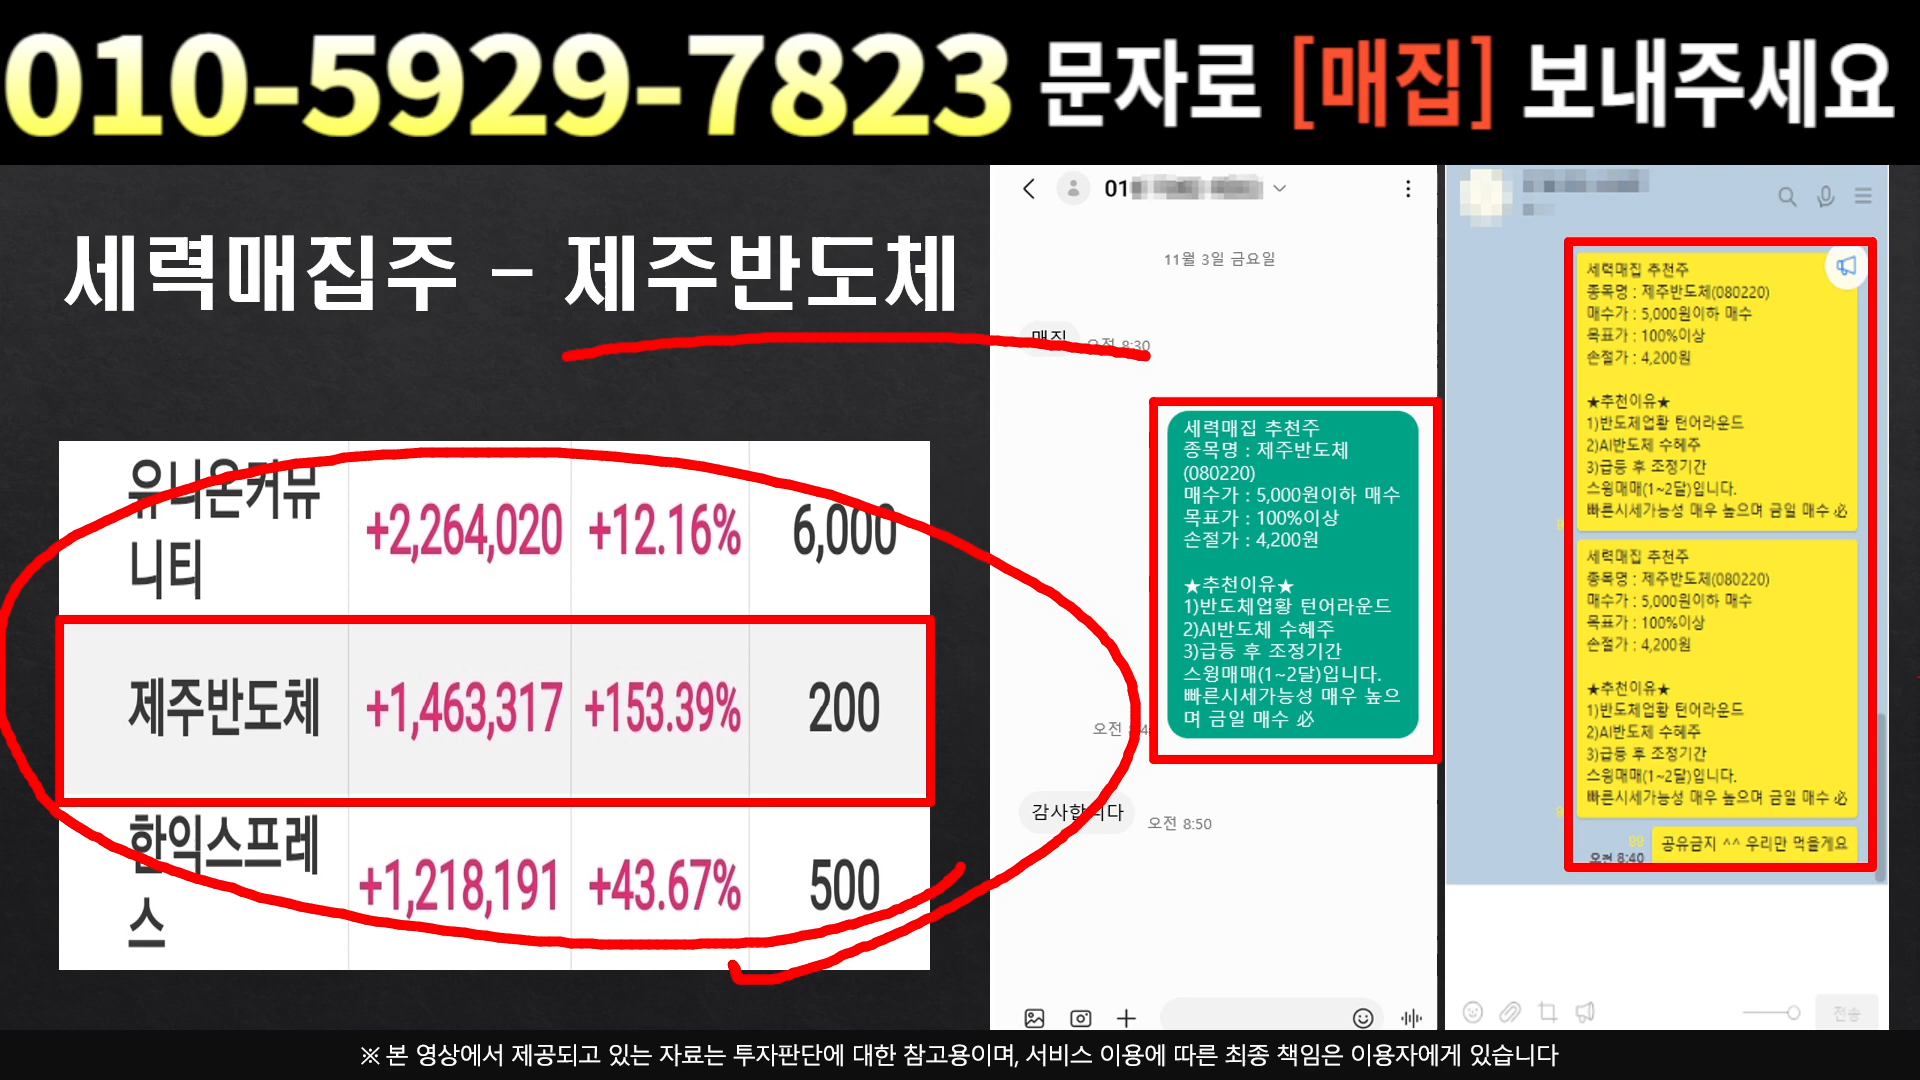 010-5929-7823 문자로 [매집] 보내주세요
세력매집주 - 제주반도체
유니온커뮤
니티
+2,264,020 +12.16% 6,000
제주반도체 +1,463,317 +153.39% 200
한익스프레
스
+1,218,191 +43.67% 500
01
11월 3일 금요일
매집
오전 8:30
세력매집 추천주
종목명 : 제주반도체
(080220)
매수가 : 5,000원이하 매수
목표가 : 100%이상
손절가 : 4,200원
★추천이유★
1)반도체업황 턴어라운드
2)AI반도체 수혜주
3)급등 후 조정기간
스윙매매(1~2달)입니다.
빠른시세가능성 매우 높으
며 금일 매수 必
오전
감사합니다
오전 8:50
세력매집 추천주
종목명 : 제주반도체(080220)
매수가 : 5,000원이하 매수
목표가 : 100%이상
손절가 : 4,200원
★추천이유★
1)반도체업황 턴어라운드
2)AI반도체 수혜주
3)급등 후 조정기간
스윙매매(1~2달)입니다.
빠른시세가능성 매우 높으며 금일 매수 必
세력매집 추천주
종목명 : 제주반도체(080220)
매수가 : 5,000원이하 매수
목표가 : 100%이상
손절가 : 4,200원
★추천이유★
1)반도체업황 턴어라운드
2)AI반도체 수혜주
3)급등 후 조정기간
스윙매매(1~2달)입니다.
빠른시세가능성 매우 높으며 금일 매수 必
오전 8:40
공유금지 ^^ 우리만 먹을게요
전송
※ 본 영상에서 제공되고 있는 자료는 투자판단에 대한 참고용이며, 서비스 이용에 따른 최종 책임은 이용자에게 있습니다